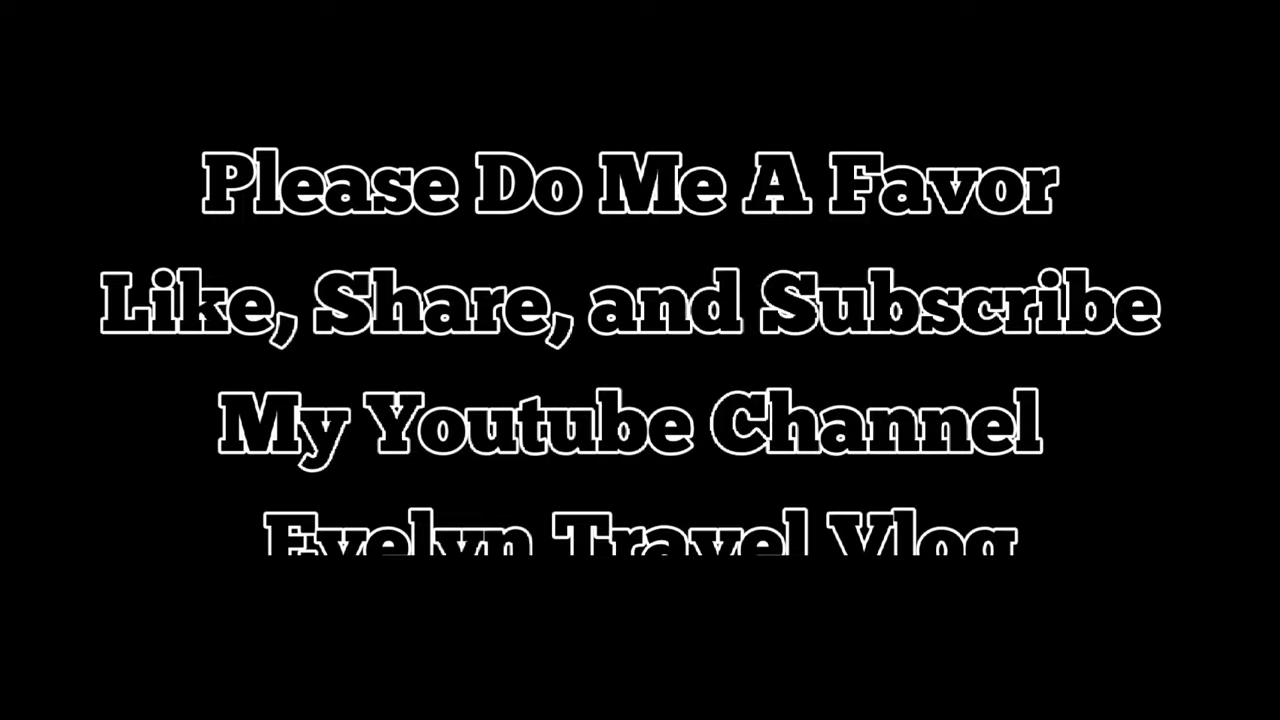 Please Do Me A Favor
Like, Share, and Subscribe
My Youtube Channel
Evelyn Travel Vlog